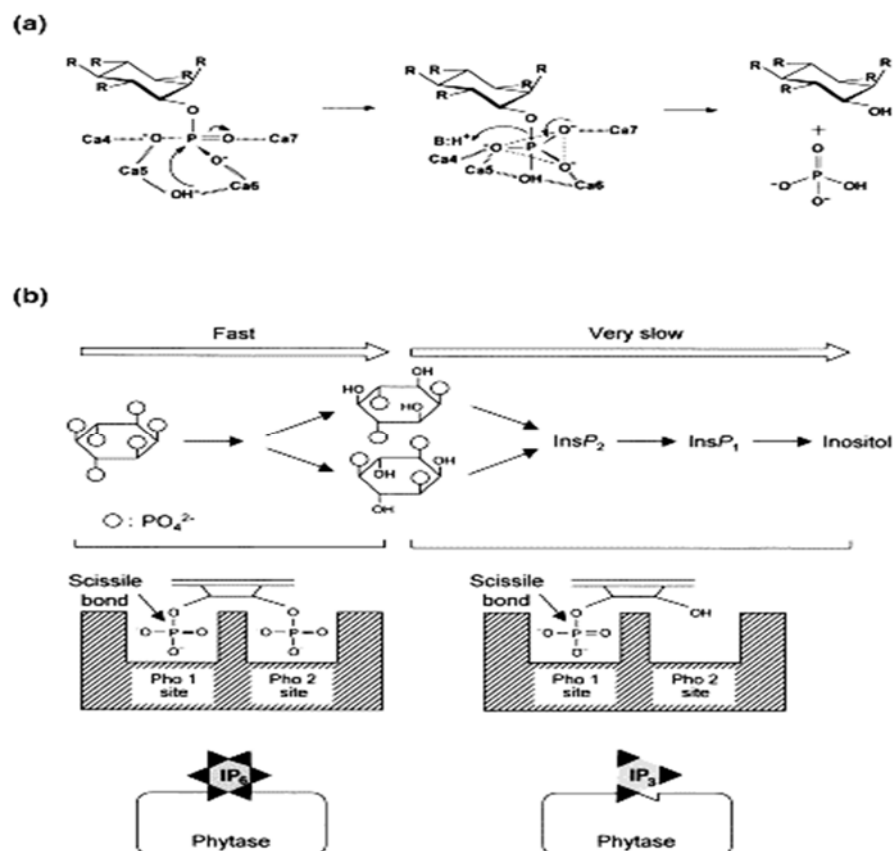 (a)
R R R R R
O
Ca4 ⁻O P O Ca7
O⁻
Ca5 Ca6
OH⁻
R R R R R
O
B:H⁺ O⁻ Ca7
Ca4 O P
Ca5 O⁻
OH Ca6
R R R R R
OH
+
O
⁻O P OH
O⁻
(b)
Fast Very slow
HO OH
HO
OH OH
OH
InsP₂ InsP₁ Inositol
: PO₄²⁻
Scissile
bond
O O
⁻O P O ⁻O P O
O⁻ O⁻
Pho 1
site
Pho 2
site
Scissile
bond
O OH
⁻O P O
O⁻
Pho 1
site
Pho 2
site
IP₆ IP₃
Phytase Phytase